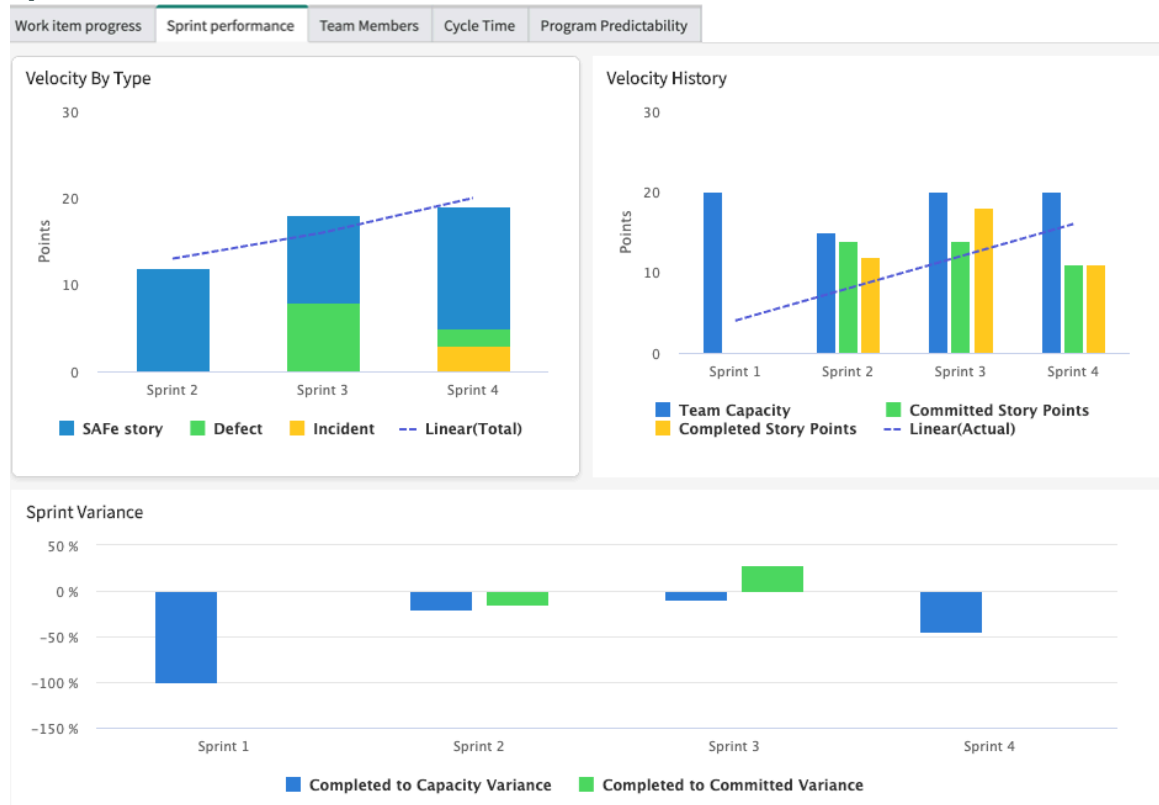 Work item progress Sprint performance Team Members Cycle Time Program Predictability
Velocity By Type
30
20
10
0
Points
Sprint 2 Sprint 3 Sprint 4
SAFe story Defect Incident Linear(Total)
Velocity History
30
20
10
0
Points
Sprint 1 Sprint 2 Sprint 3 Sprint 4
Team Capacity Committed Story Points
Completed Story Points Linear(Actual)
Sprint Variance
50 %
0 %
-50 %
-100 %
-150 %
Sprint 1 Sprint 2 Sprint 3 Sprint 4
Completed to Capacity Variance Completed to Committed Variance